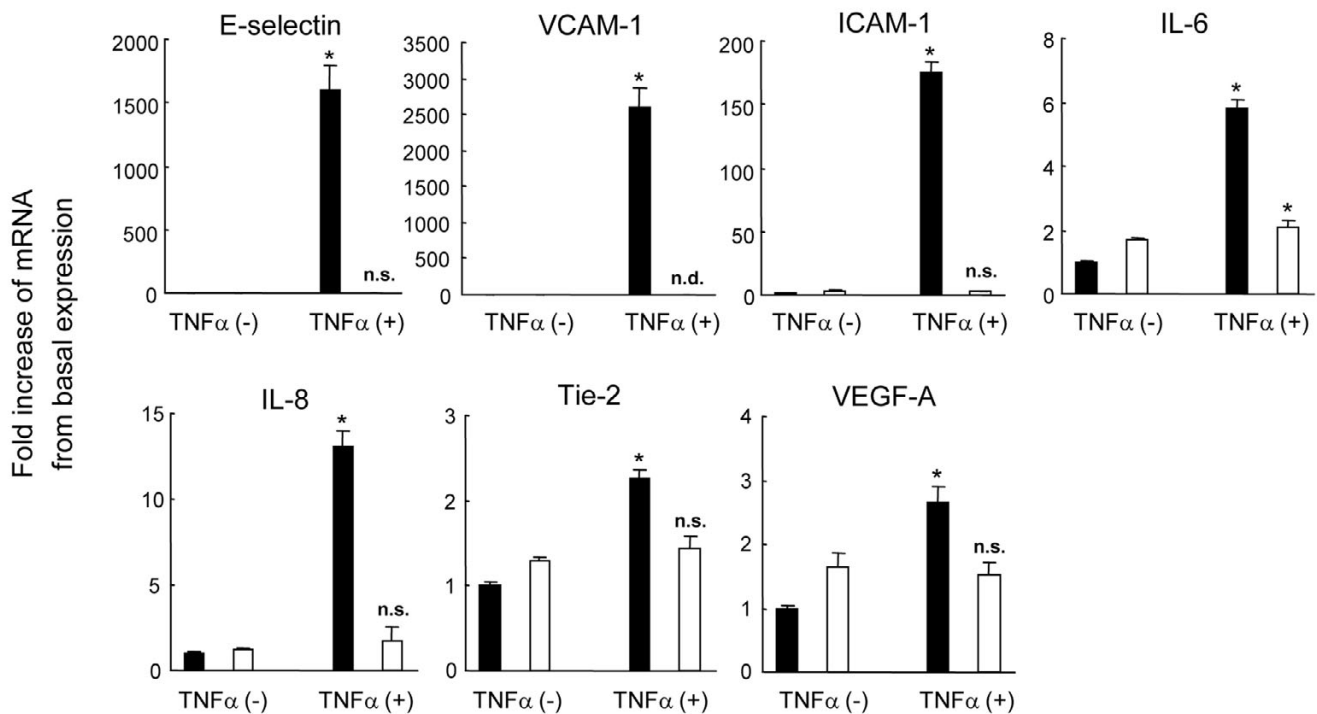 Fold increase of mRNA
from basal expression
E-selectin
2000
1500
1000
500
0
*
n.s.
TNFα (-) TNFα (+)
VCAM-1
3500
3000
2500
2000
1500
1000
500
0
*
n.d.
TNFα (-) TNFα (+)
ICAM-1
200
150
100
50
0
*
n.s.
TNFα (-) TNFα (+)
IL-6
8
6
4
2
0
*
*
TNFα (-) TNFα (+)
IL-8
15
10
5
0
*
n.s.
TNFα (-) TNFα (+)
Tie-2
3
2
1
0
*
n.s.
TNFα (-) TNFα (+)
VEGF-A
4
3
2
1
0
*
n.s.
TNFα (-) TNFα (+)